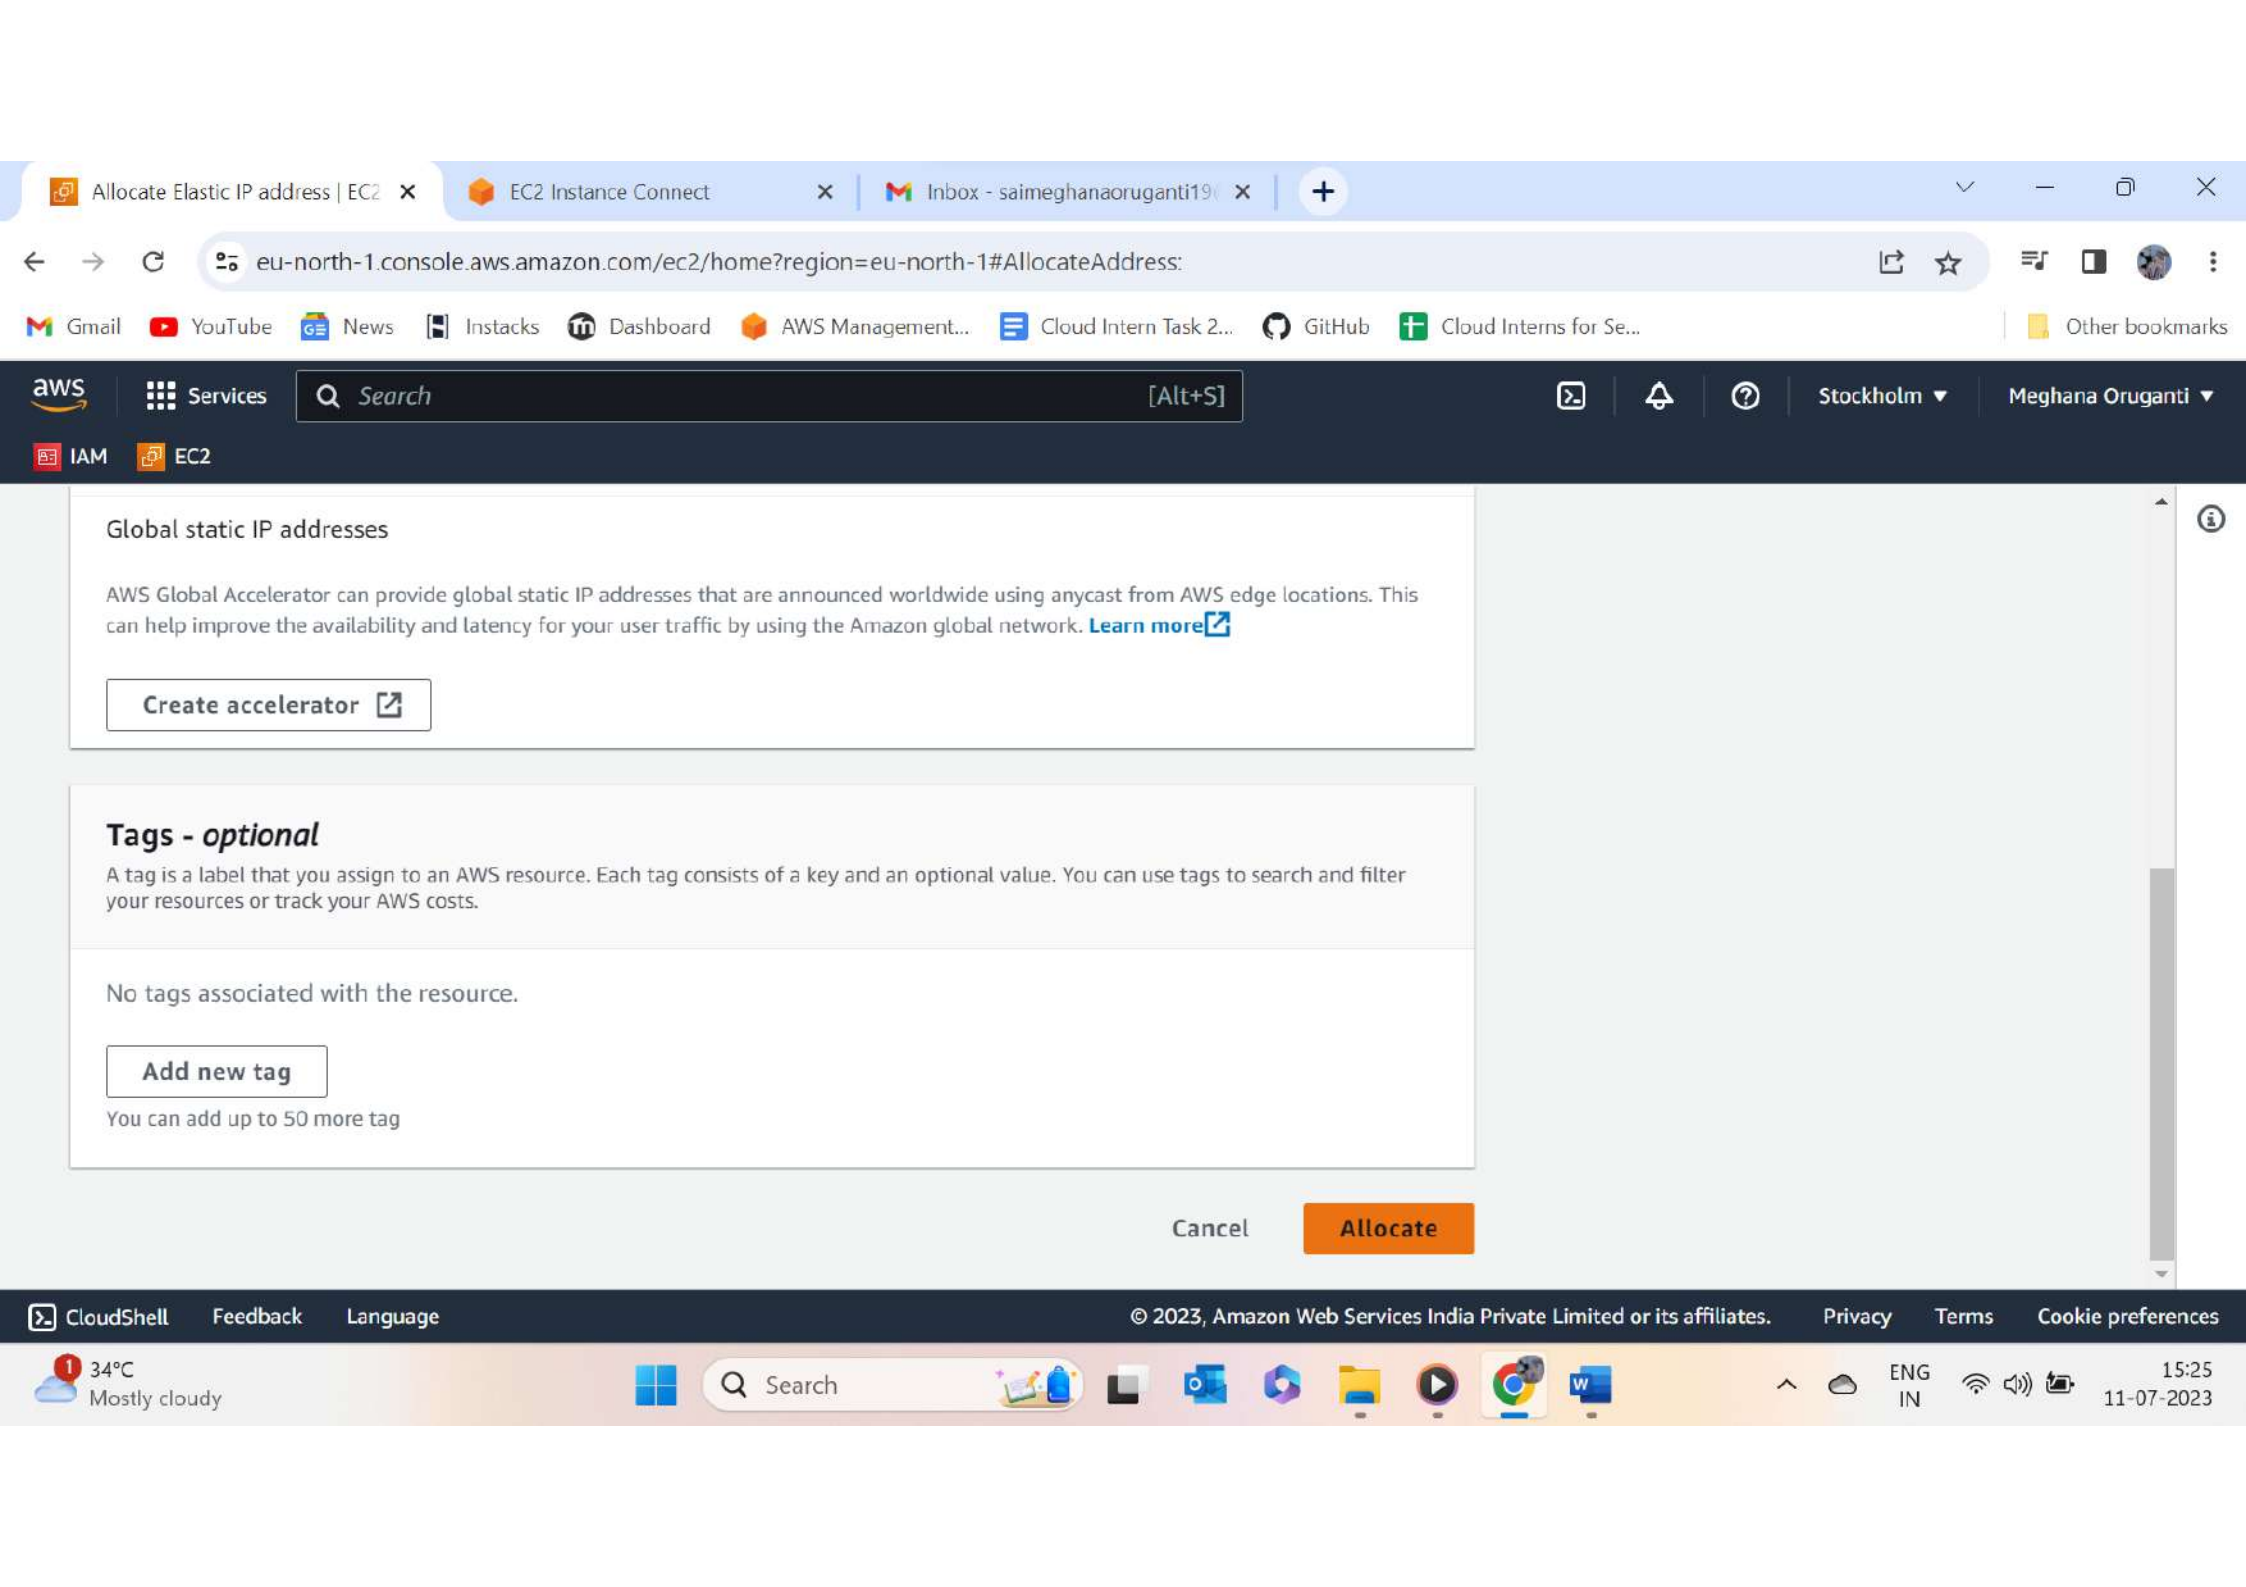 Allocate Elastic IP address | EC2
EC2 Instance Connect
Inbox - saimeghanaoruganti19
eu-north-1.console.aws.amazon.com/ec2/home?region=eu-north-1#AllocateAddress:
Gmail YouTube GE News Instacks Dashboard AWS Management... Cloud Intern Task 2... GitHub Cloud Interns for Se... Other bookmarks
aws Services Search [Alt+S] Stockholm Meghana Oruganti
IAM EC2
Global static IP addresses
AWS Global Accelerator can provide global static IP addresses that are announced worldwide using anycast from AWS edge locations. This
can help improve the availability and latency for your user traffic by using the Amazon global network. Learn more
Create accelerator
Tags - optional
A tag is a label that you assign to an AWS resource. Each tag consists of a key and an optional value. You can use tags to search and filter
your resources or track your AWS costs.
No tags associated with the resource.
Add new tag
You can add up to 50 more tag
Cancel Allocate
CloudShell Feedback Language © 2023, Amazon Web Services India Private Limited or its affiliates. Privacy Terms Cookie preferences
1 34°C
Mostly cloudy
Search
ENG
IN
15:25
11-07-2023